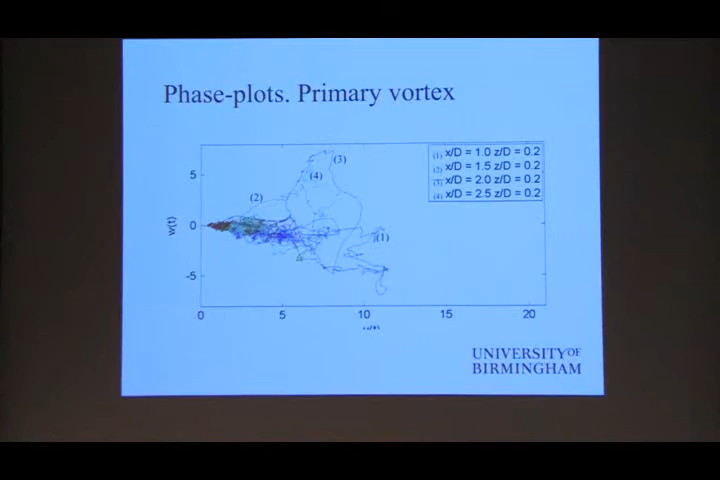 Phase-plots. Primary vortex
(1) x/D = 1.0 z/D = 0.2
(2) x/D = 1.5 z/D = 0.2
(3) x/D = 2.0 z/D = 0.2
(4) x/D = 2.5 z/D = 0.2
(3)
5
(4)
(2)
w(t)
0
(1)
-5
0 5 10 15 20
UNIVERSITY OF
BIRMINGHAM